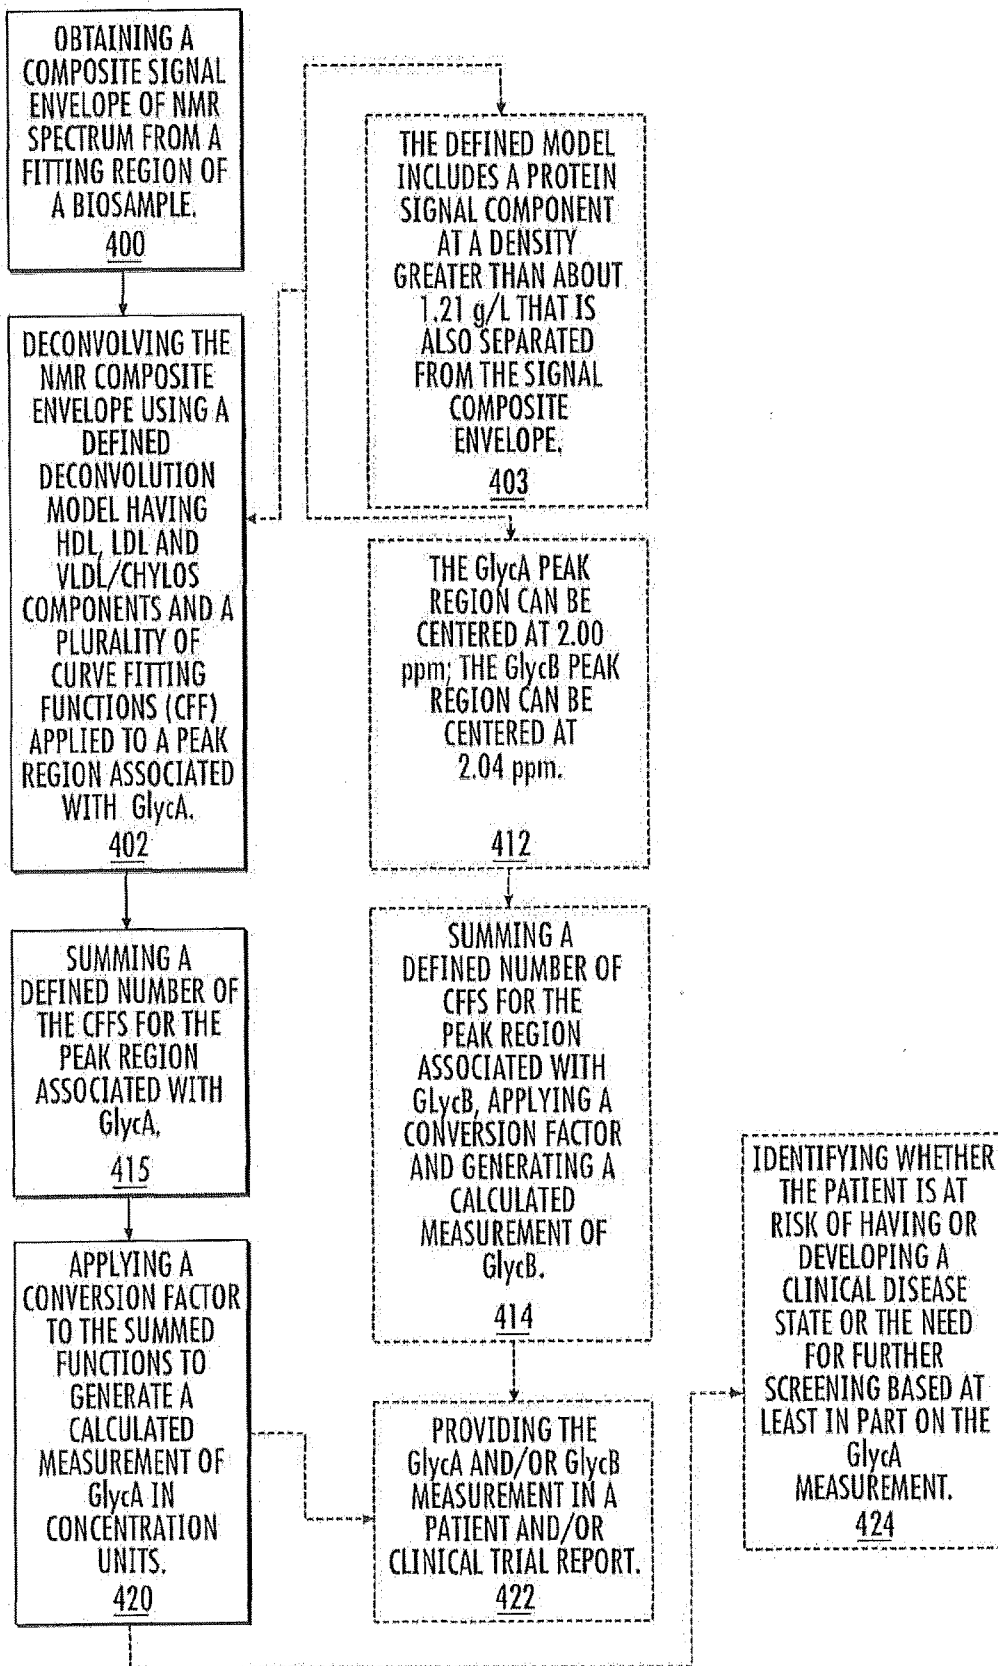 OBTAINING A
COMPOSITE SIGNAL
ENVELOPE OF NMR
SPECTRUM FROM A
FITTING REGION OF
A BIOSAMPLE.
400
DECONVOLVING THE
NMR COMPOSITE
ENVELOPE USING A
DEFINED
DECONVOLUTION
MODEL HAVING
HDL, LDL AND
VLDL/CHYLOS
COMPONENTS AND A
PLURALITY OF
CURVE FITTING
FUNCTIONS (CFF)
APPLIED TO A PEAK
REGION ASSOCIATED
WITH GlycA.
402
SUMMING A
DEFINED NUMBER OF
THE CFFS FOR THE
PEAK REGION
ASSOCIATED WITH
GlycA.
415
APPLYING A
CONVERSION FACTOR
TO THE SUMMED
FUNCTIONS TO
GENERATE A
CALCULATED
MEASUREMENT OF
GlycA IN
CONCENTRATION
UNITS.
420
THE DEFINED MODEL
INCLUDES A PROTEIN
SIGNAL COMPONENT
AT A DENSITY
GREATER THAN ABOUT
1.21 g/L THAT IS
ALSO SEPARATED
FROM THE SIGNAL
COMPOSITE
ENVELOPE.
403
THE GlycA PEAK
REGION CAN BE
CENTERED AT 2.00
ppm; THE GlycB PEAK
REGION CAN BE
CENTERED AT
2.04 ppm.
412
SUMMING A
DEFINED NUMBER OF
CFFS FOR THE
PEAK REGION
ASSOCIATED WITH
GLycB, APPLYING A
CONVERSION FACTOR
AND GENERATING A
CALCULATED
MEASUREMENT OF
GlycB.
414
PROVIDING THE
GlycA AND/OR GlycB
MEASUREMENT IN A
PATIENT AND/OR
CLINICAL TRIAL REPORT.
422
IDENTIFYING WHETHER
THE PATIENT IS AT
RISK OF HAVING OR
DEVELOPING A
CLINICAL DISEASE
STATE OR THE NEED
FOR FURTHER
SCREENING BASED AT
LEAST IN PART ON THE
GlycA
MEASUREMENT.
424